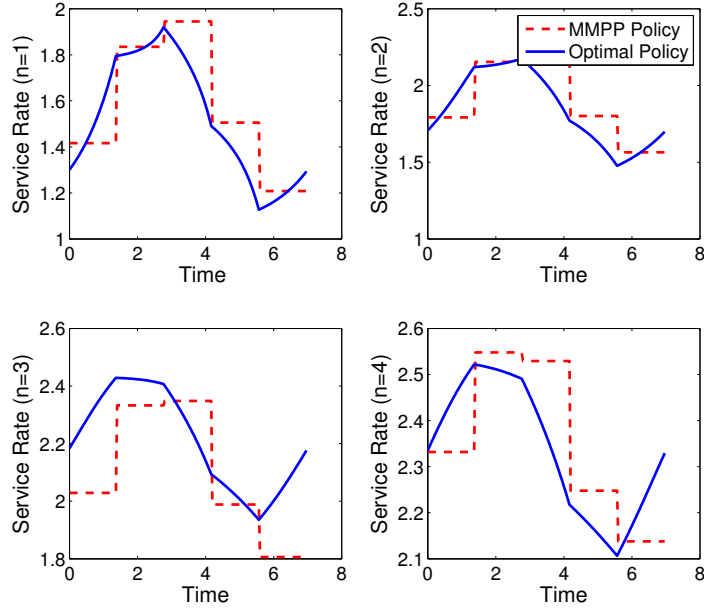 2
1.8
1.6
1.4
1.2
1
0 2 4 6 8
Time
Service Rate (n=1)
2.5
2
1.5
1
0 2 4 6 8
Time
Service Rate (n=2)
MMPP Policy
Optimal Policy
2.6
2.4
2.2
2
1.8
0 2 4 6 8
Time
Service Rate (n=3)
2.6
2.5
2.4
2.3
2.2
2.1
0 2 4 6 8
Time
Service Rate (n=4)